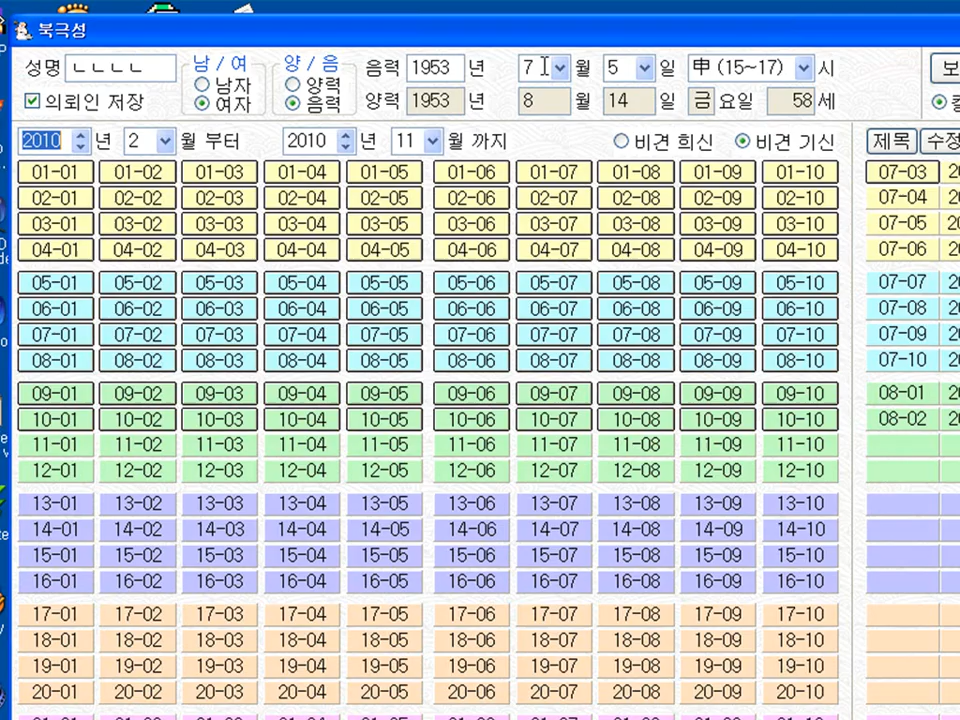 북극성
성명 ㄴㄴㄴㄴ 남 / 여 양 / 음 음력 1953 년 7 월 5 일 申 (15~17) 시
남자 양력
의뢰인 저장 여자 음력 양력 1953 년 8 월 14 일 금 요일 58 세
2010 년 2 월 부터 2010 년 11 월 까지 비견 희신 비견 기신 제목
01-01 01-02 01-03 01-04 01-05 01-06 01-07 01-08 01-09 01-10 07-03
02-01 02-02 02-03 02-04 02-05 02-06 02-07 02-08 02-09 02-10 07-04
03-01 03-02 03-03 03-04 03-05 03-06 03-07 03-08 03-09 03-10 07-05
04-01 04-02 04-03 04-04 04-05 04-06 04-07 04-08 04-09 04-10 07-06
05-01 05-02 05-03 05-04 05-05 05-06 05-07 05-08 05-09 05-10 07-07
06-01 06-02 06-03 06-04 06-05 06-06 06-07 06-08 06-09 06-10 07-08
07-01 07-02 07-03 07-04 07-05 07-06 07-07 07-08 07-09 07-10 07-09
08-01 08-02 08-03 08-04 08-05 08-06 08-07 08-08 08-09 08-10 07-10
09-01 09-02 09-03 09-04 09-05 09-06 09-07 09-08 09-09 09-10 08-01
10-01 10-02 10-03 10-04 10-05 10-06 10-07 10-08 10-09 10-10 08-02
11-01 11-02 11-03 11-04 11-05 11-06 11-07 11-08 11-09 11-10
12-01 12-02 12-03 12-04 12-05 12-06 12-07 12-08 12-09 12-10
13-01 13-02 13-03 13-04 13-05 13-06 13-07 13-08 13-09 13-10
14-01 14-02 14-03 14-04 14-05 14-06 14-07 14-08 14-09 14-10
15-01 15-02 15-03 15-04 15-05 15-06 15-07 15-08 15-09 15-10
16-01 16-02 16-03 16-04 16-05 16-06 16-07 16-08 16-09 16-10
17-01 17-02 17-03 17-04 17-05 17-06 17-07 17-08 17-09 17-10
18-01 18-02 18-03 18-04 18-05 18-06 18-07 18-08 18-09 18-10
19-01 19-02 19-03 19-04 19-05 19-06 19-07 19-08 19-09 19-10
20-01 20-02 20-03 20-04 20-05 20-06 20-07 20-08 20-09 20-10